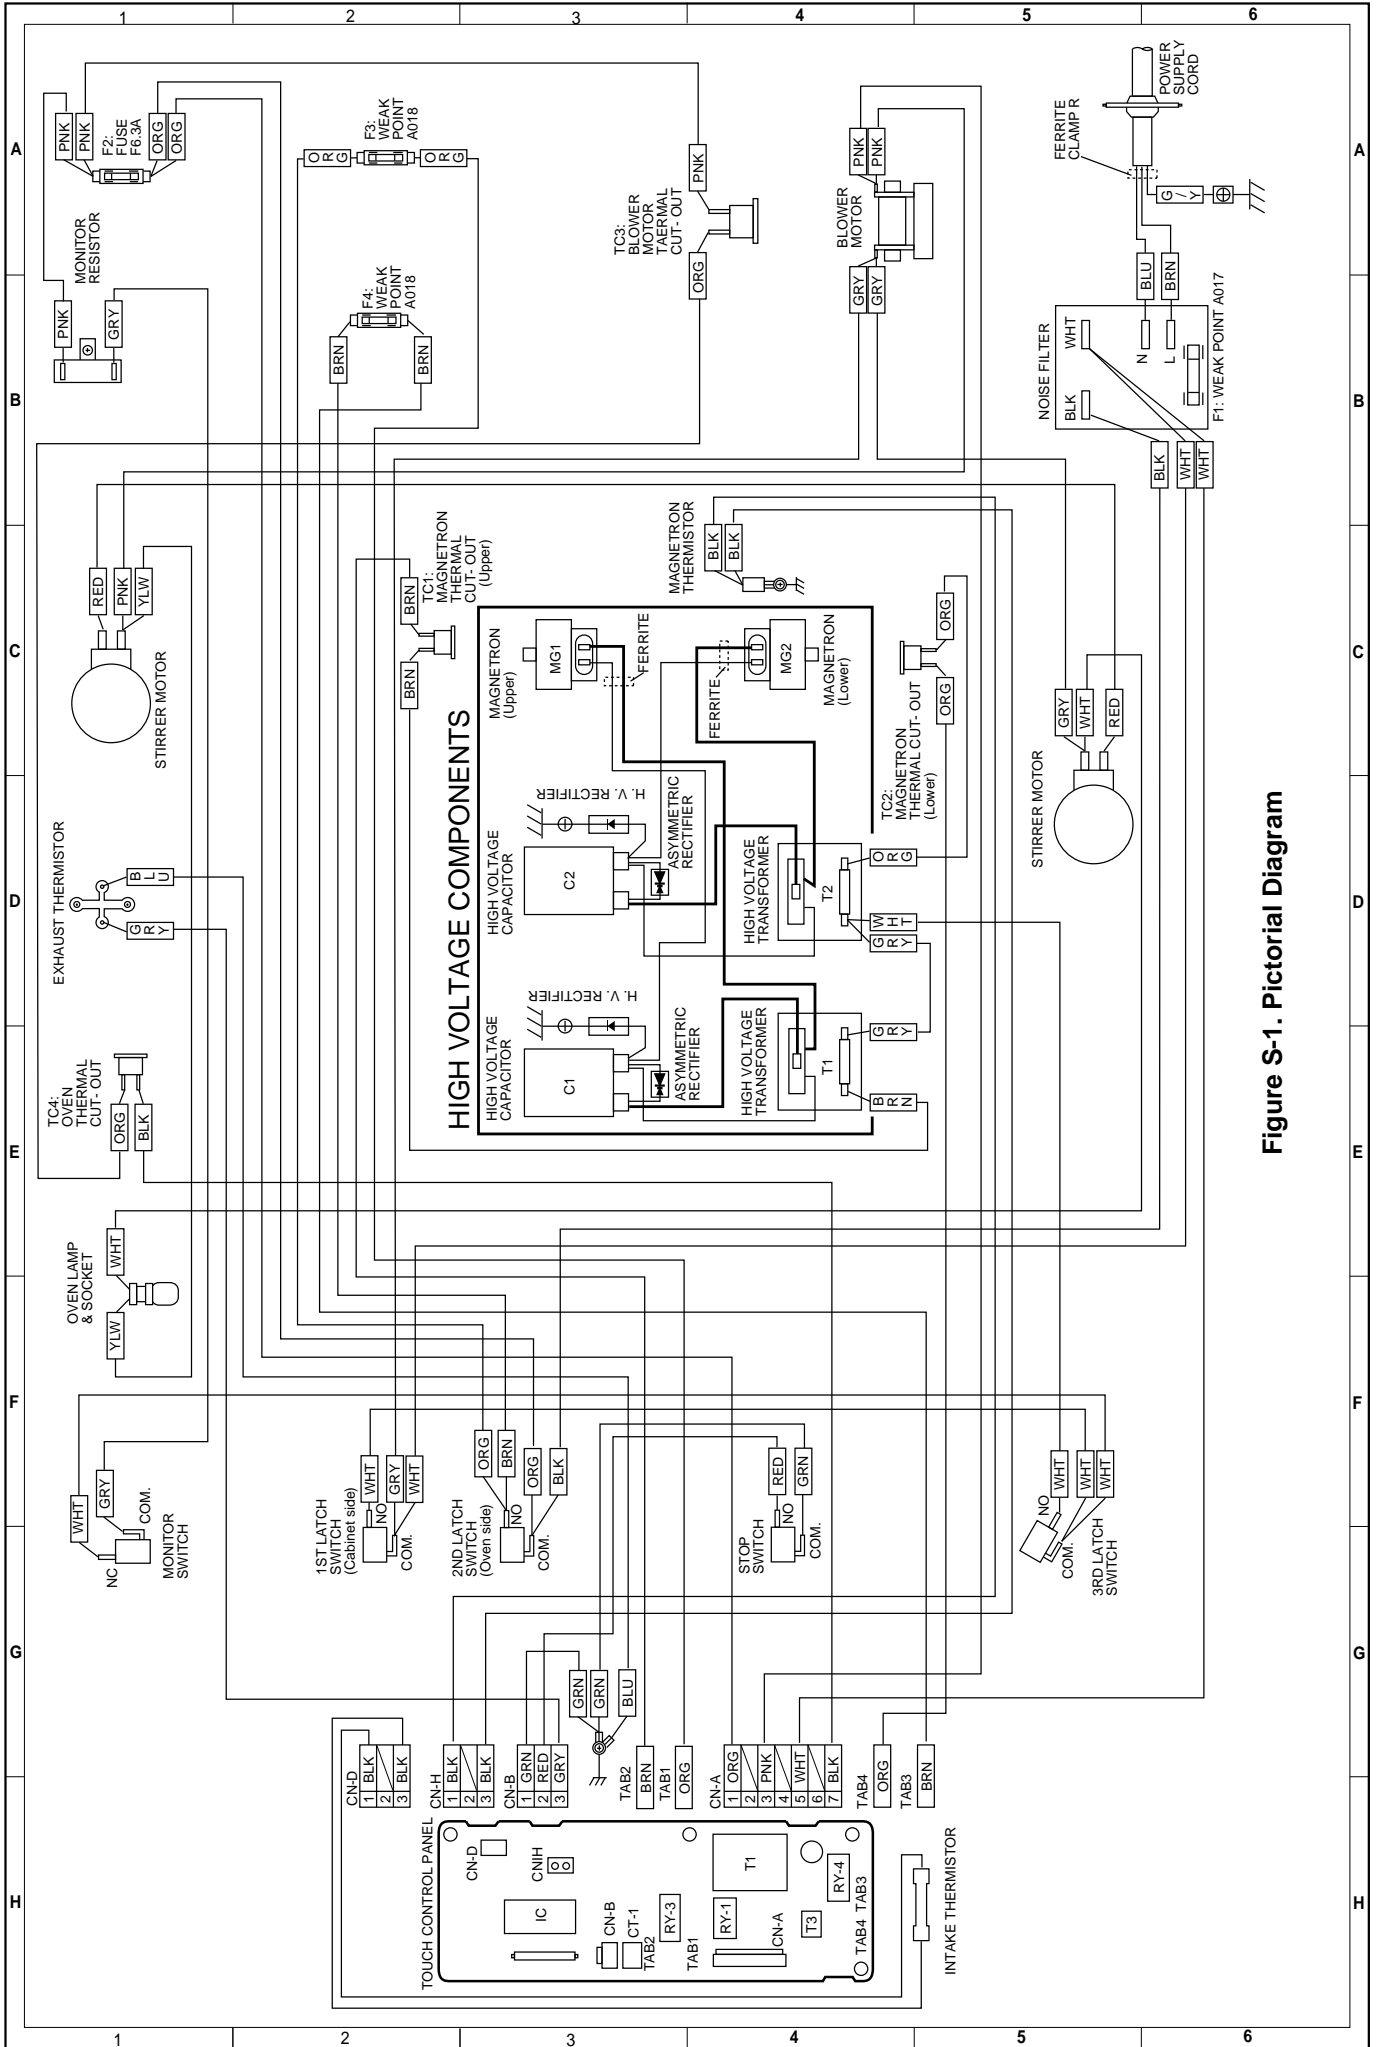 1 2 3 4 5 6
A
PNK
PNK
F2:
FUSE
F6.3A
ORG
ORG
MONITOR
RESISTOR
PNK
GRY
ORG
F3:
WEAK
POINT
A018
ORG
F4:
WEAK
POINT
A018
BRN
BRN
TC3:
BLOWER
MOTOR
TAERMAL
CUT- OUT
PNK
ORG
BLOWER
MOTOR
PNK
PNK
GRY
GRY
FERRITE
CLAMP R
POWER
SUPPLY
CORD
G/Y
BLU
BRN
A
B
NOISE FILTER
BLK
WHT
N
L
F1: WEAK POINT A017
BLK
WHT
WHT
B
C
RED
PNK
YLW
STIRRER MOTOR
BRN
BRN
TC1:
MAGNETRON
THERMAL
CUT- OUT
(Upper)
MAGNETRON
THERMISTOR
BLK
BLK
HIGH VOLTAGE COMPONENTS
MAGNETRON
(Upper)
MG1
FERRITE
FERRITE
MG2
MAGNETRON
(Lower)
ORG
ORG
TC2:
MAGNETRON
THERMAL CUT- OUT
(Lower)
GRY
WHT
RED
STIRRER MOTOR
C
D
EXHAUST THERMISTOR
BLU
GRY
HIGH VOLTAGE
CAPACITOR
C2
H. V. RECTIFIER
ASYMMETRIC
RECTIFIER
HIGH VOLTAGE
TRANSFORMER
T2
ORG
WHT
GRY
D
HIGH VOLTAGE
CAPACITOR
C1
H. V. RECTIFIER
ASYMMETRIC
RECTIFIER
HIGH VOLTAGE
TRANSFORMER
T1
GRY
BRN
E
TC4:
OVEN
THERMAL
CUT- OUT
ORG
BLK
E
Figure S-1. Pictorial Diagram
OVEN LAMP
& SOCKET
WHT
YLW
F
WHT
GRY
NC
COM.
MONITOR
SWITCH
WHT
GRY
WHT
NO
COM.
1ST LATCH
SWITCH
(Cabinet side)
ORG
BRN
ORG
BLK
NO
COM.
2ND LATCH
SWITCH
(Oven side)
RED
GRN
NO
COM.
STOP
SWITCH
WHT
WHT
WHT
NO
COM.
3RD LATCH
SWITCH
F
G
GRN
GRN
BLU
G
CN-D
1 BLK
2
3 BLK
CN-H
1 BLK
2
3 BLK
CN-B
1 GRN
2 RED
3 GRY
TAB2
BRN
TAB1
ORG
CN-A
1 ORG
2
3 PNK
4
5 WHT
6
7 BLK
TAB4
ORG
TAB3
BRN
H
TOUCH CONTROL PANEL
CN-D
CNIH
IC
CN-B
CT-1
TAB2
RY-3
TAB1
RY-1
CN-A
T1
T3
RY-4
TAB4
TAB3
INTAKE THERMISTOR
H
1 2 3 4 5 6